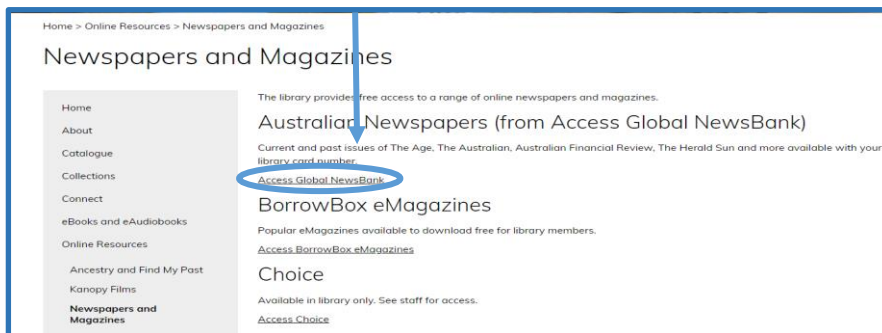 Home > Online Resources > Newspapers and Magazines
Newspapers and Magazines
Home
About
Catalogue
Collections
Connect
eBooks and eAudiobooks
Online Resources
Ancestry and Find My Past
Kanopy Films
Newspapers and
Magazines
The library provides free access to a range of online newspapers and magazines.
Australian Newspapers (from Access Global NewsBank)
Current and past issues of The Age, The Australian, Australian Financial Review, The Herald Sun and more available with your
library card number.
Access Global NewsBank
BorrowBox eMagazines
Popular eMagazines available to download free for library members.
Access BorrowBox eMagazines
Choice
Available in library only. See staff for access.
Access Choice